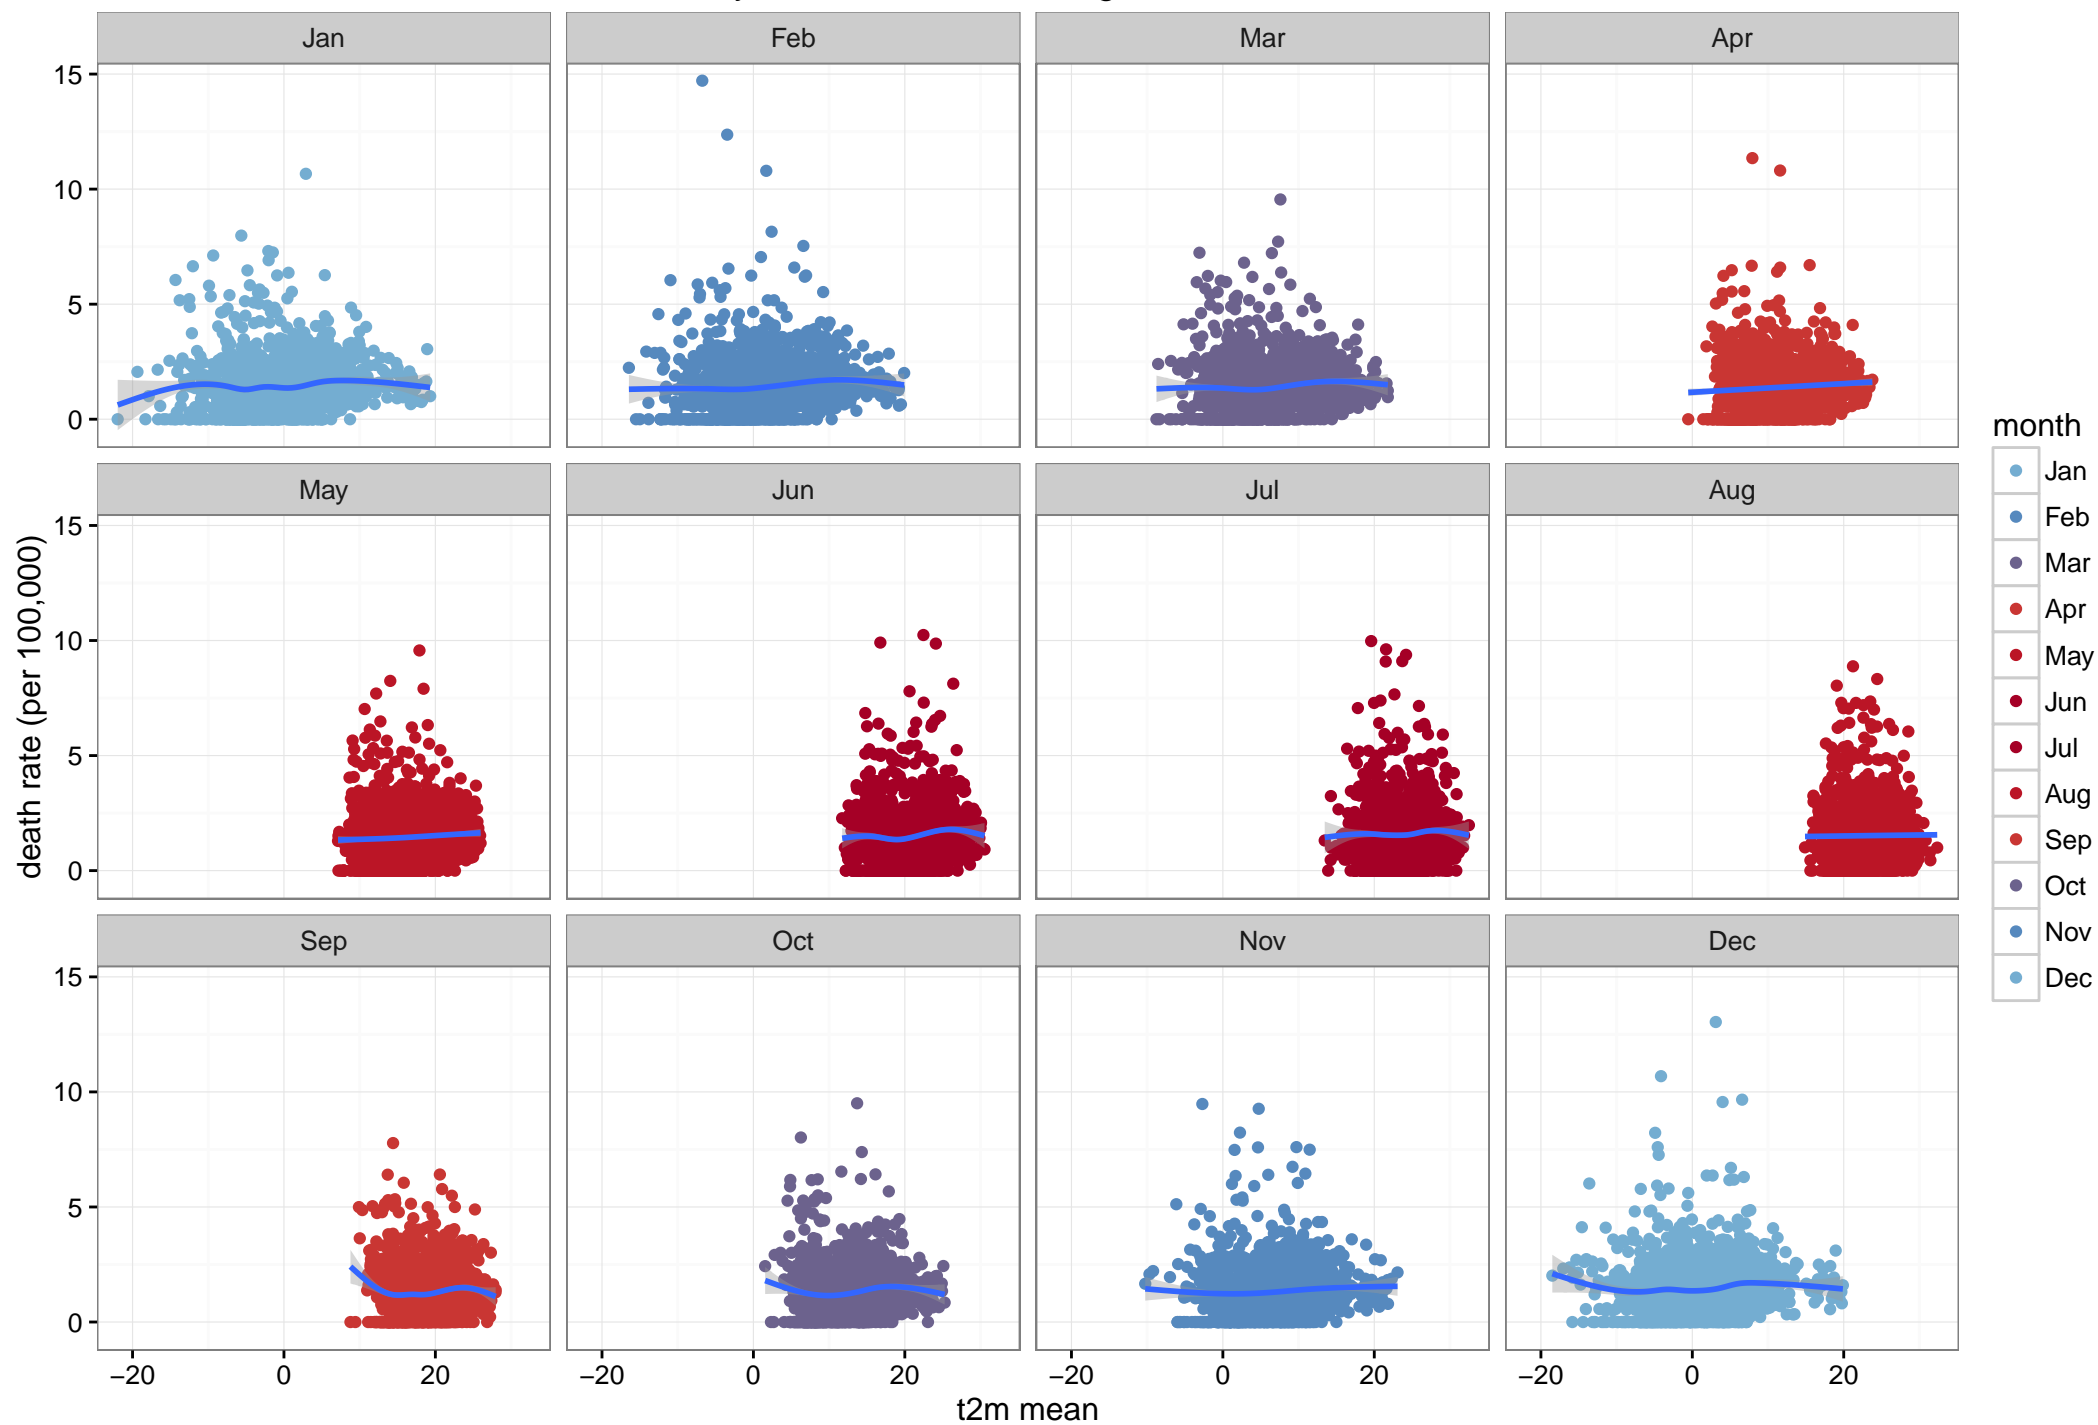 Jan Feb Mar Apr
15
10
5
0
May Jun Jul Aug
15
10
5
0
Sep Oct Nov Dec
15
10
5
0
−20 0 20 −20 0 20 −20 0 20 −20 0 20
t2m mean
death rate (per 100,000)
month
Jan
Feb
Mar
Apr
May
Jun
Jul
Aug
Sep
Oct
Nov
Dec